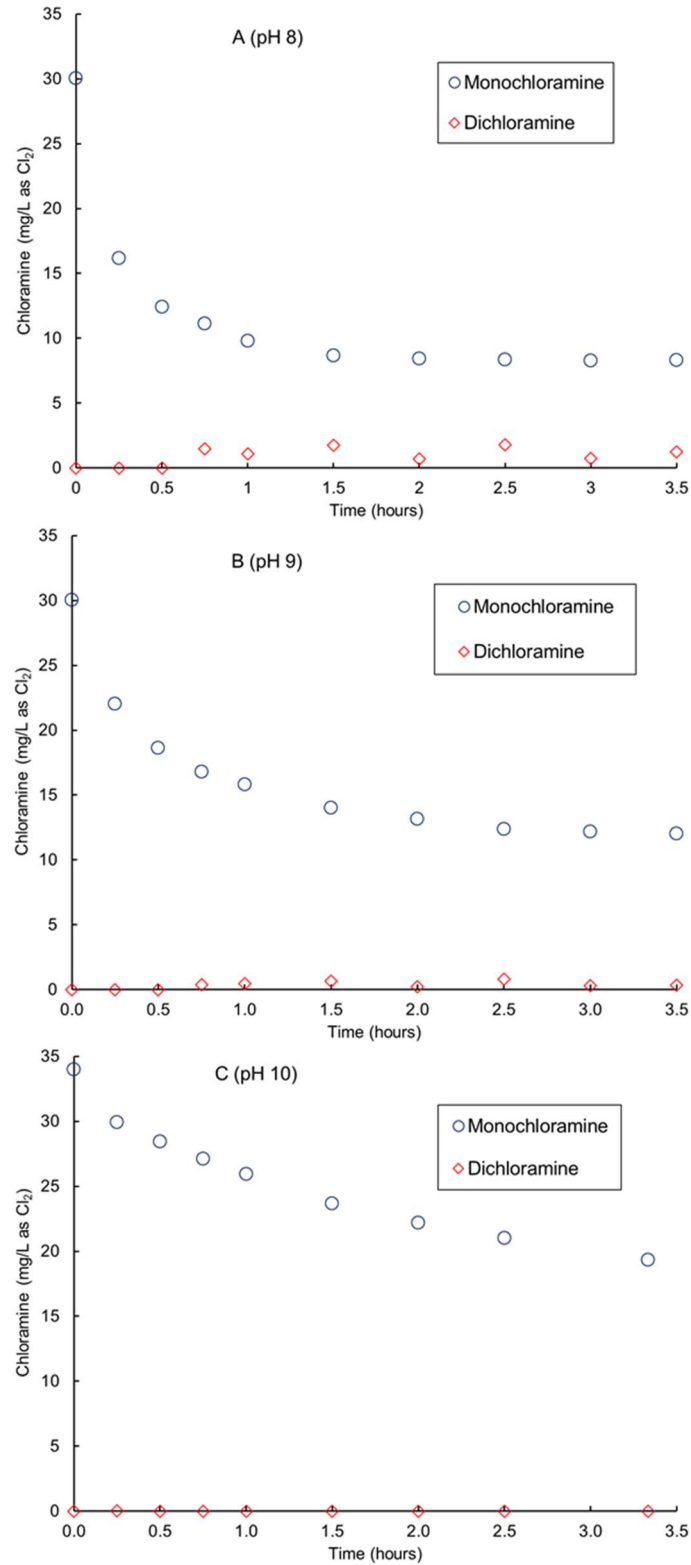 A (pH 8)
Monochloramine
Dichloramine
Chloramine (mg/L as Cl₂)
35
30
25
20
15
10
5
0
0 0.5 1 1.5 2 2.5 3 3.5
Time (hours)
B (pH 9)
Monochloramine
Dichloramine
Chloramine (mg/L as Cl₂)
35
30
25
20
15
10
5
0
0.0 0.5 1.0 1.5 2.0 2.5 3.0 3.5
Time (hours)
C (pH 10)
Monochloramine
Dichloramine
Chloramine (mg/L as Cl₂)
35
30
25
20
15
10
5
0
0.0 0.5 1.0 1.5 2.0 2.5 3.0 3.5
Time (hours)